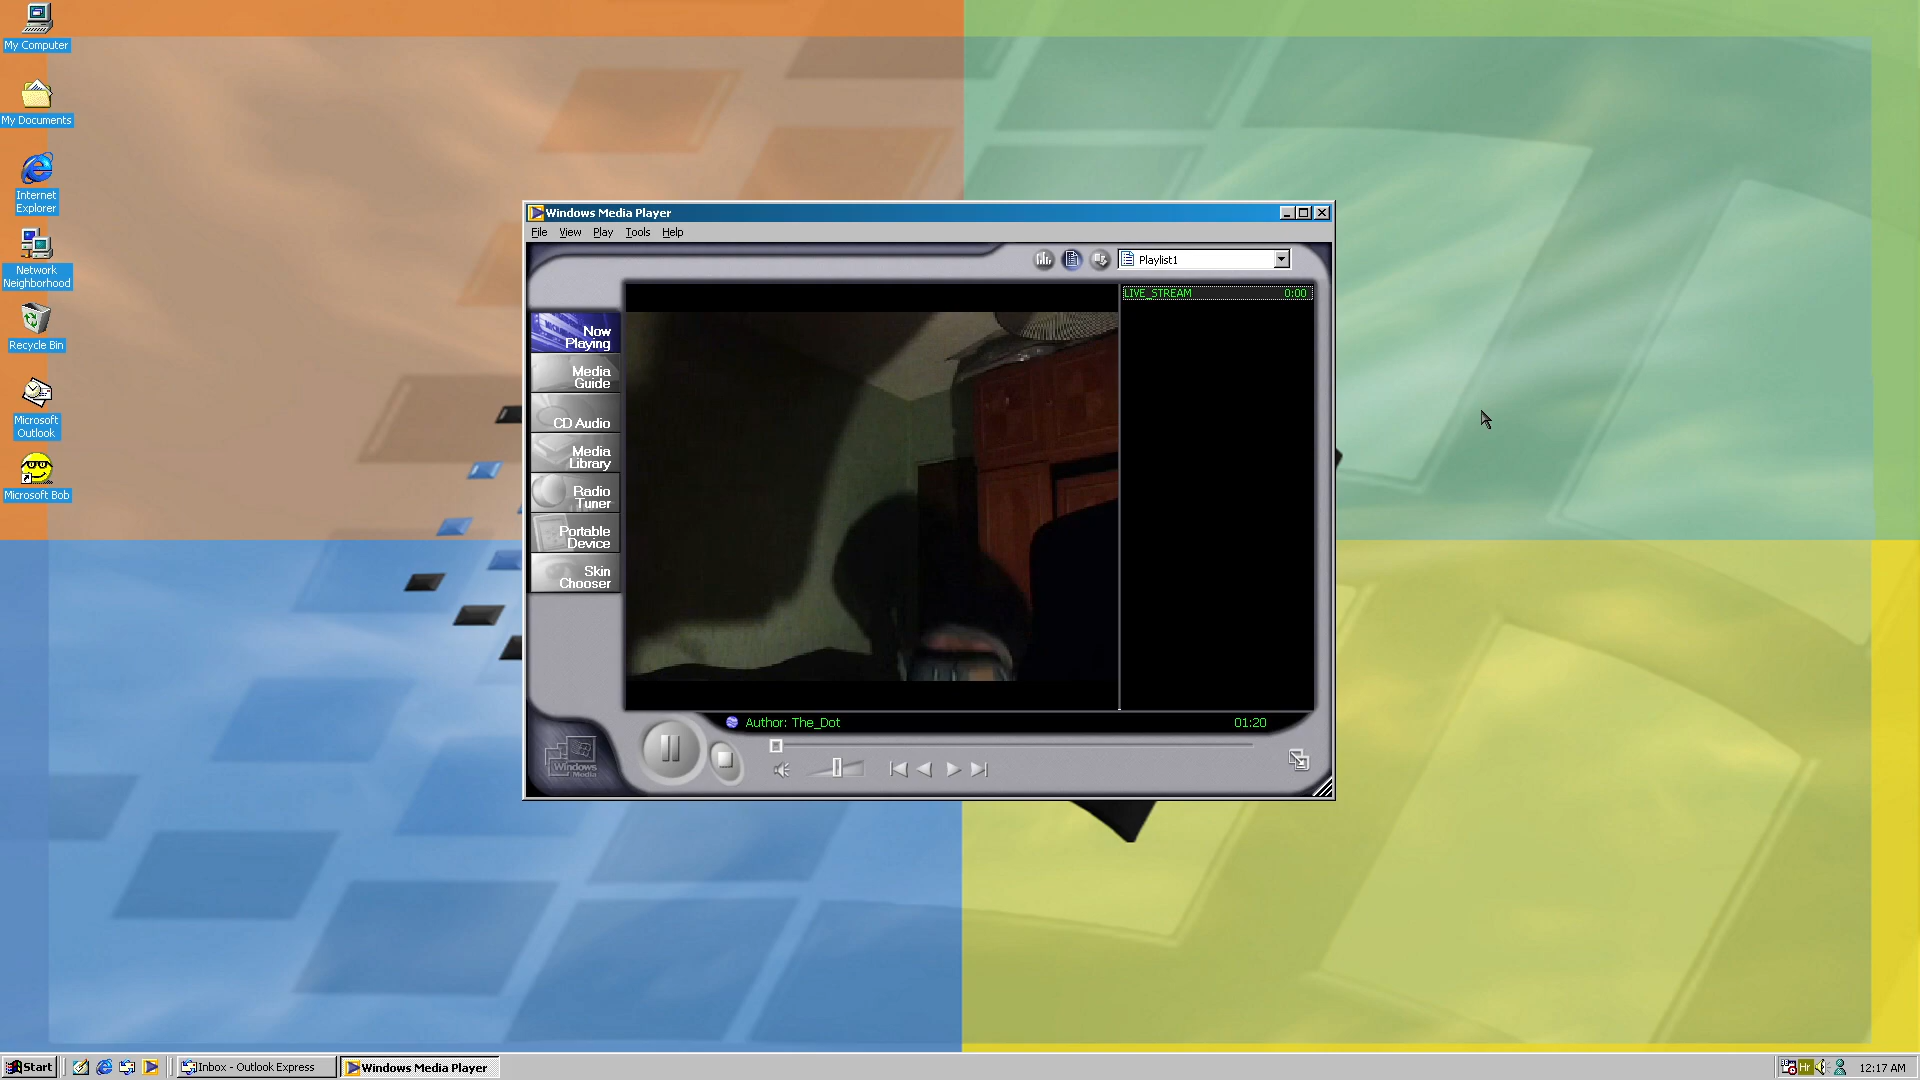 My Computer
My Documents
Internet
Explorer
Network
Neighborhood
Recycle Bin
Microsoft
Outlook
Microsoft Bob
Windows Media Player
File View Play Tools Help
Playlist1
LIVE_STREAM 0:00
Now
Playing
Media
Guide
CD Audio
Media
Library
Radio
Tuner
Portable
Device
Skin
Chooser
Author: The_Dot 01:20
Windows
Media
Start Inbox - Outlook Express Windows Media Player Hr 12:17 AM